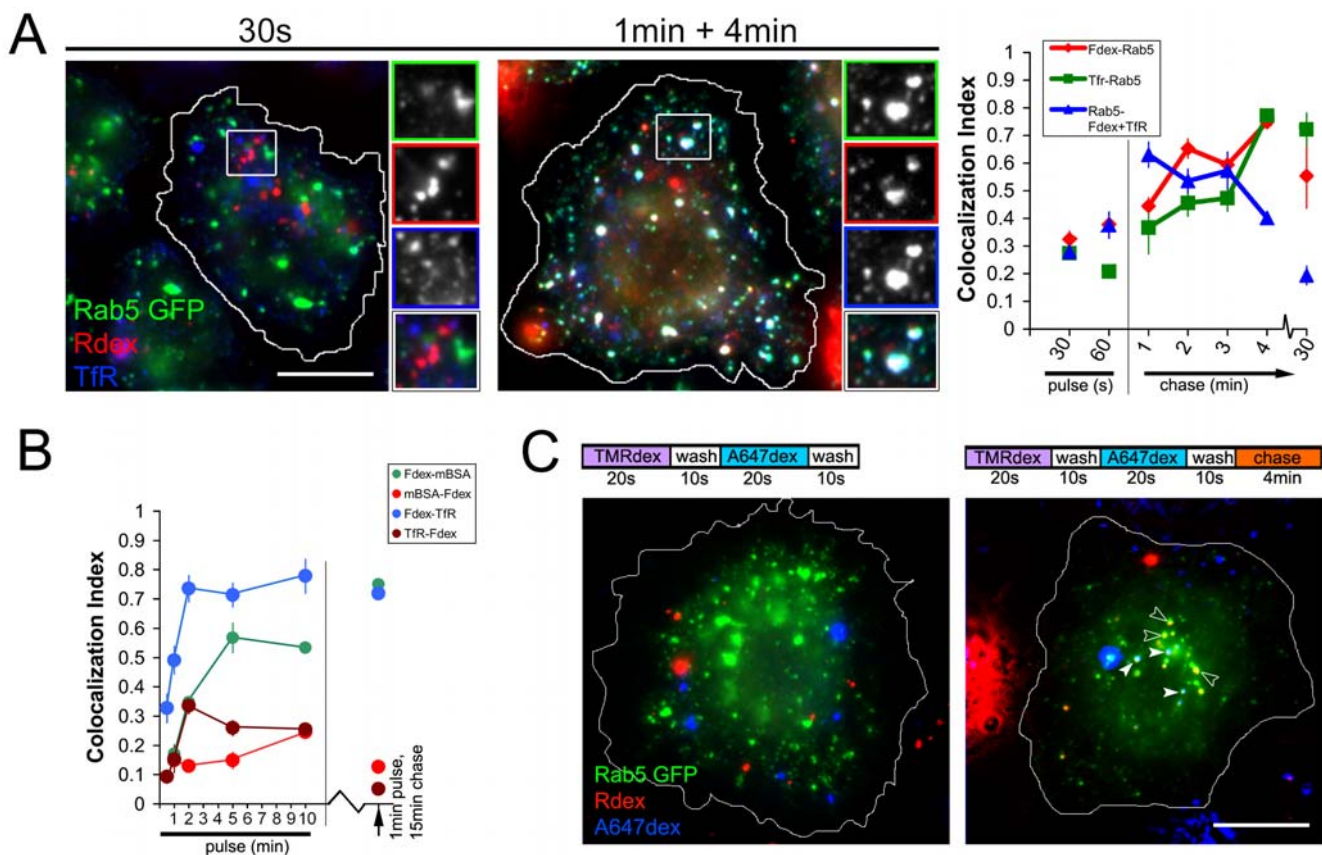 A
30s
1min + 4min
Rab5 GFP
Rdex
TfR
Colocalization Index
1
0.9
0.8
0.7
0.6
0.5
0.4
0.3
0.2
0.1
0
Fdex-Rab5
Tfr-Rab5
Rab5-
Fdex+TfR
30 60 1 2 3 4 30
pulse (s) chase (min)
B
Colocalization Index
1
0.9
0.8
0.7
0.6
0.5
0.4
0.3
0.2
0.1
0
Fdex-mBSA
mBSA-Fdex
Fdex-TfR
TfR-Fdex
1 2 3 4 5 6 7 8 9 10
pulse (min)
1min pulse,
15min chase
C
TMRdex wash A647dex wash
20s 10s 20s 10s
TMRdex wash A647dex wash chase
20s 10s 20s 10s 4min
Rab5 GFP
Rdex
A647dex